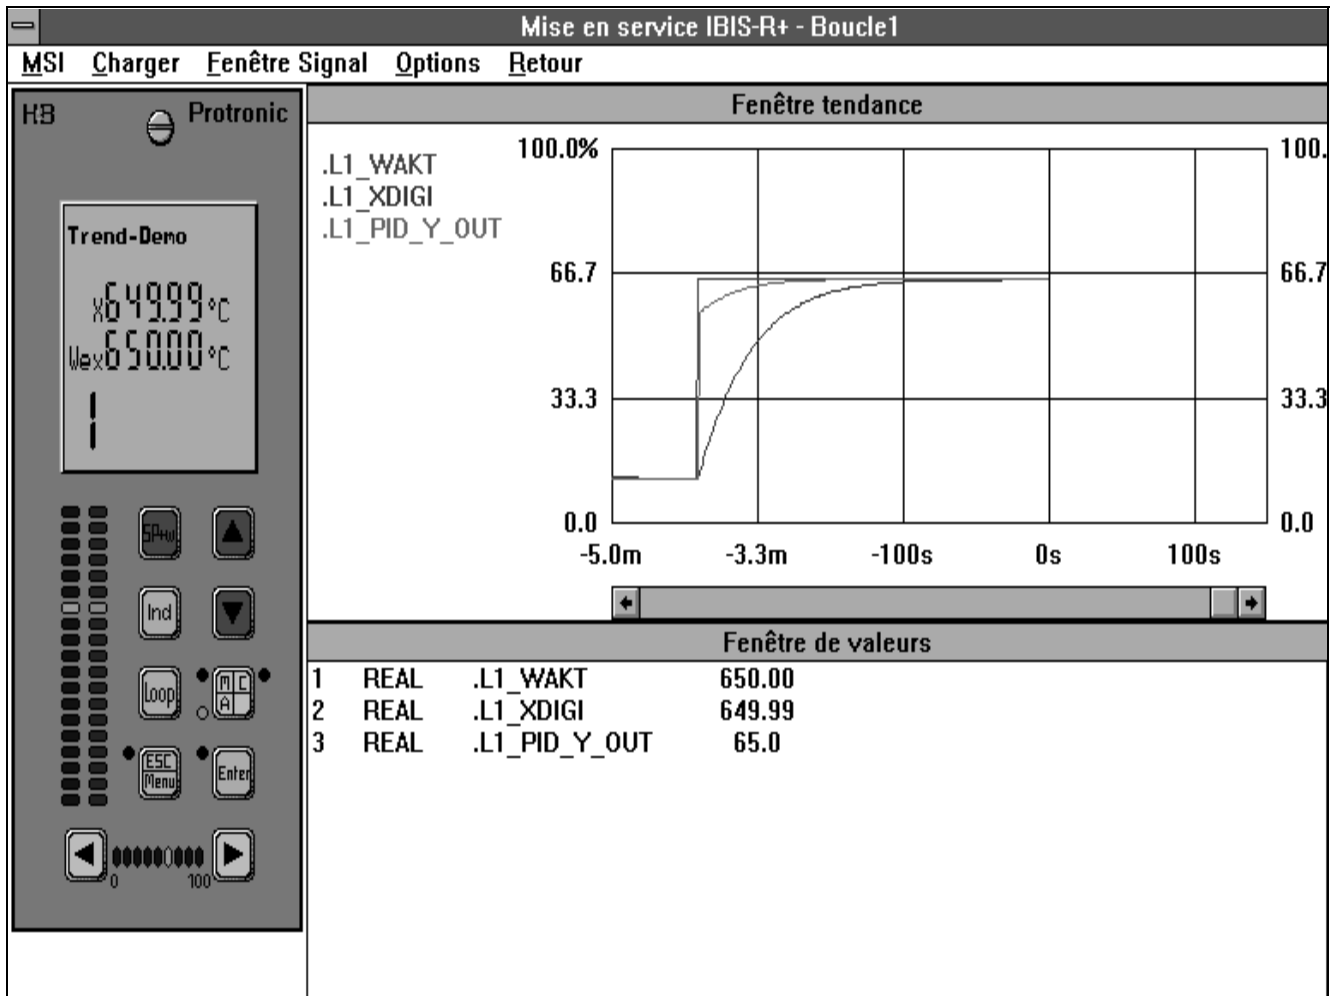 Mise en service IBIS-R+ - Boucle1
MSI Charger Fenêtre Signal Options Retour
Protronic
Trend-Demo
x649.99°C
Wex650.00°C
SP+w
Ind
Loop
M C
A
ESC
Menu
Enter
0 100
Fenêtre tendance
.L1_WAKT
.L1_XDIGI
.L1_PID_Y_OUT
100.0% 100.
66.7 66.7
33.3 33.3
0.0 0.0
-5.0m -3.3m -100s 0s 100s
Fenêtre de valeurs
1 REAL .L1_WAKT 650.00
2 REAL .L1_XDIGI 649.99
3 REAL .L1_PID_Y_OUT 65.0